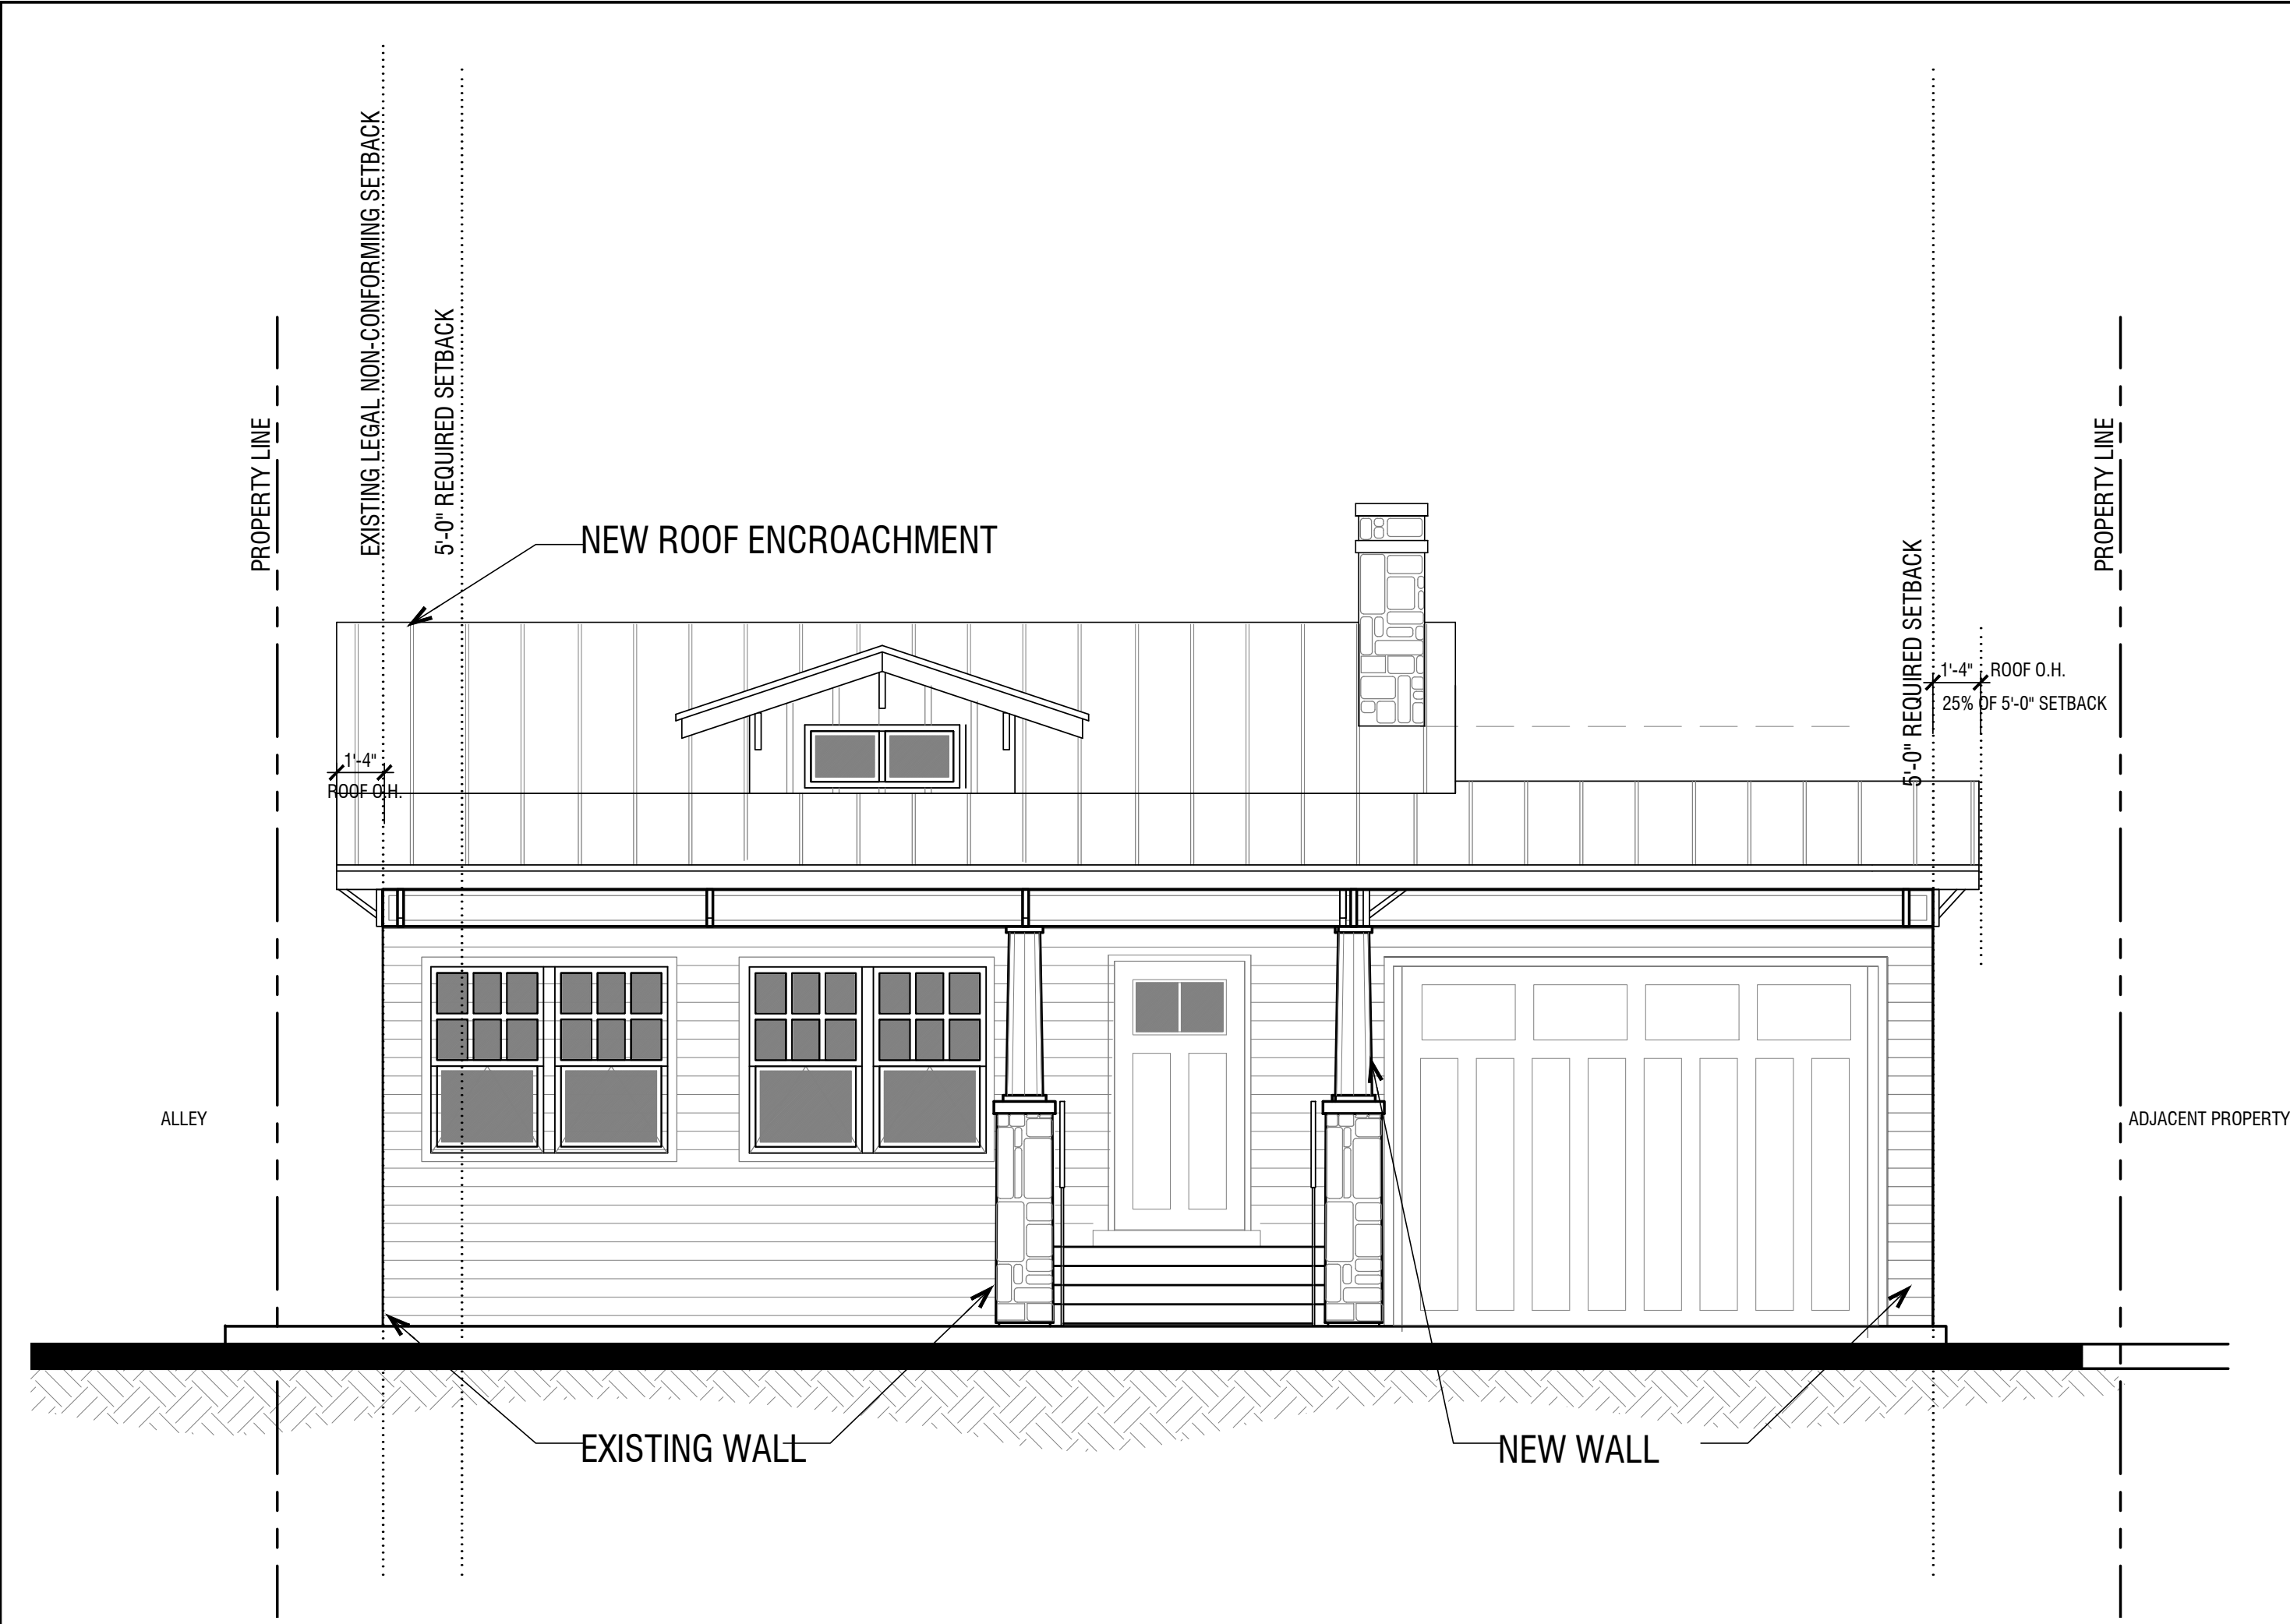 EXISTING LEGAL NON-CONFORMING SETBACK
5'-0" REQUIRED SETBACK
PROPERTY LINE
NEW ROOF ENCROACHMENT
PROPERTY LINE
5'-0" REQUIRED SETBACK
1'-4" ROOF O.H.
25% OF 5'-0" SETBACK
1'-4"
ROOF O.H.
ALLEY
ADJACENT PROPERTY
EXISTING WALL
NEW WALL